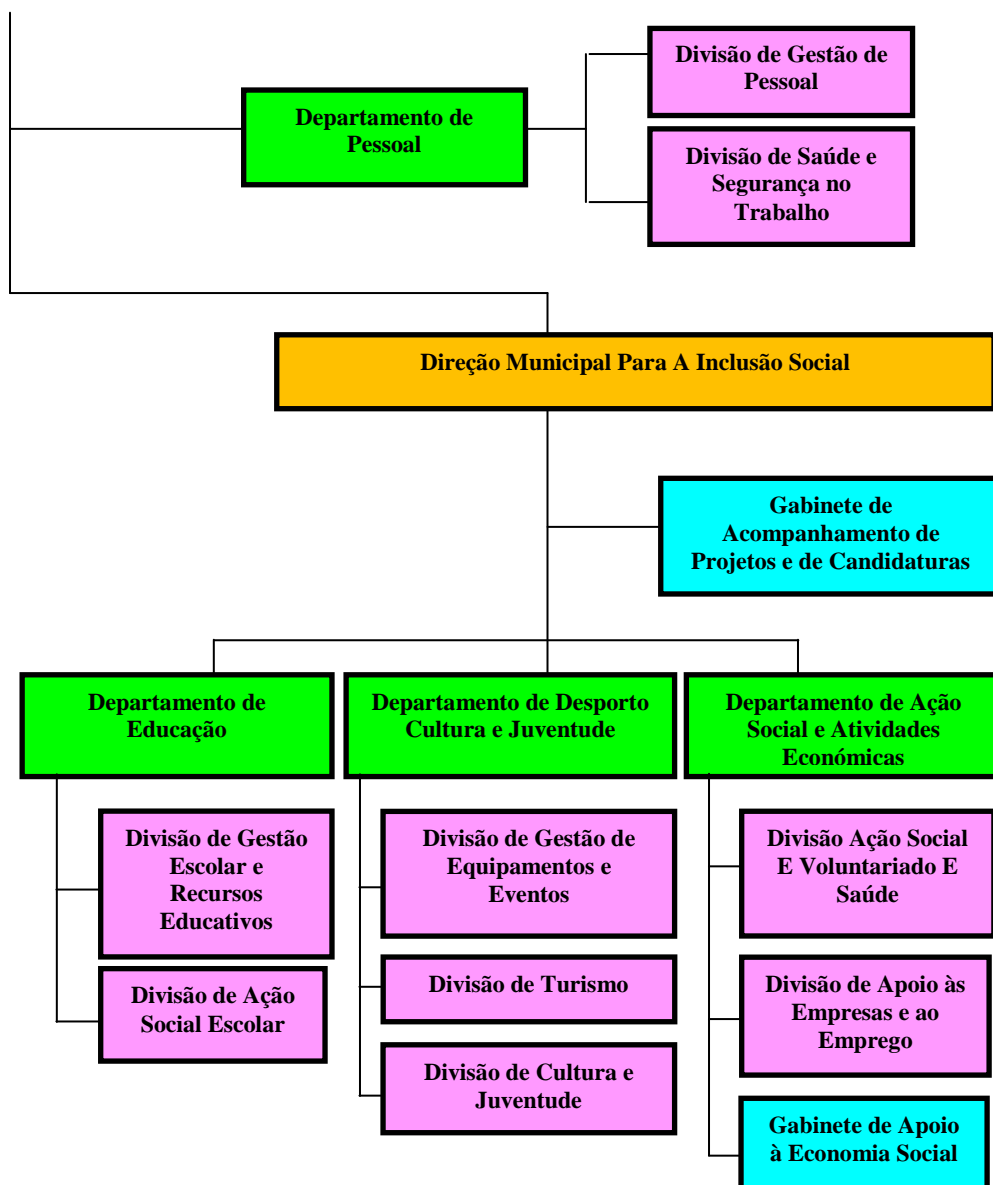 Divisão de Gestão de
Pessoal
Departamento de
Pessoal
Divisão de Saúde e
Segurança no
Trabalho
Direção Municipal Para A Inclusão Social
Gabinete de
Acompanhamento de
Projetos e de Candidaturas
Departamento de
Educação
Departamento de Desporto
Cultura e Juventude
Departamento de Ação
Social e Atividades
Económicas
Divisão de Gestão
Escolar e
Recursos
Educativos
Divisão de Ação
Social Escolar
Divisão de Gestão de
Equipamentos e
Eventos
Divisão de Turismo
Divisão de Cultura e
Juventude
Divisão Ação Social
E Voluntariado E
Saúde
Divisão de Apoio às
Empresas e ao
Emprego
Gabinete de Apoio
à Economia Social